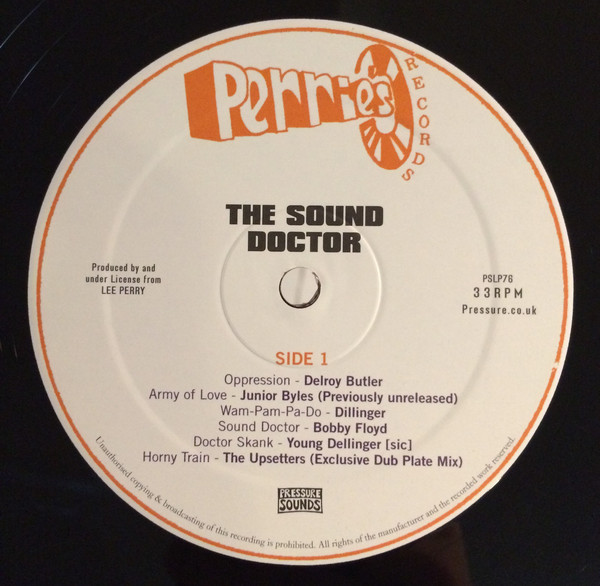 Perries
RECORDS
THE SOUND
DOCTOR
Produced by and
under License from
LEE PERRY
PSLP76
33RPM
Pressure.co.uk
SIDE 1
Oppression - Delroy Butler
Army of Love - Junior Byles (Previously unreleased)
Wam-Pam-Pa-Do - Dillinger
Sound Doctor - Bobby Floyd
Doctor Skank - Young Dellinger [sic]
Horny Train - The Upsetters (Exclusive Dub Plate Mix)
PRESSURE
SOUNDS
Unauthorised copying & broadcasting of this recording is prohibited. All rights of the manufacturer and the recorded work reserved.